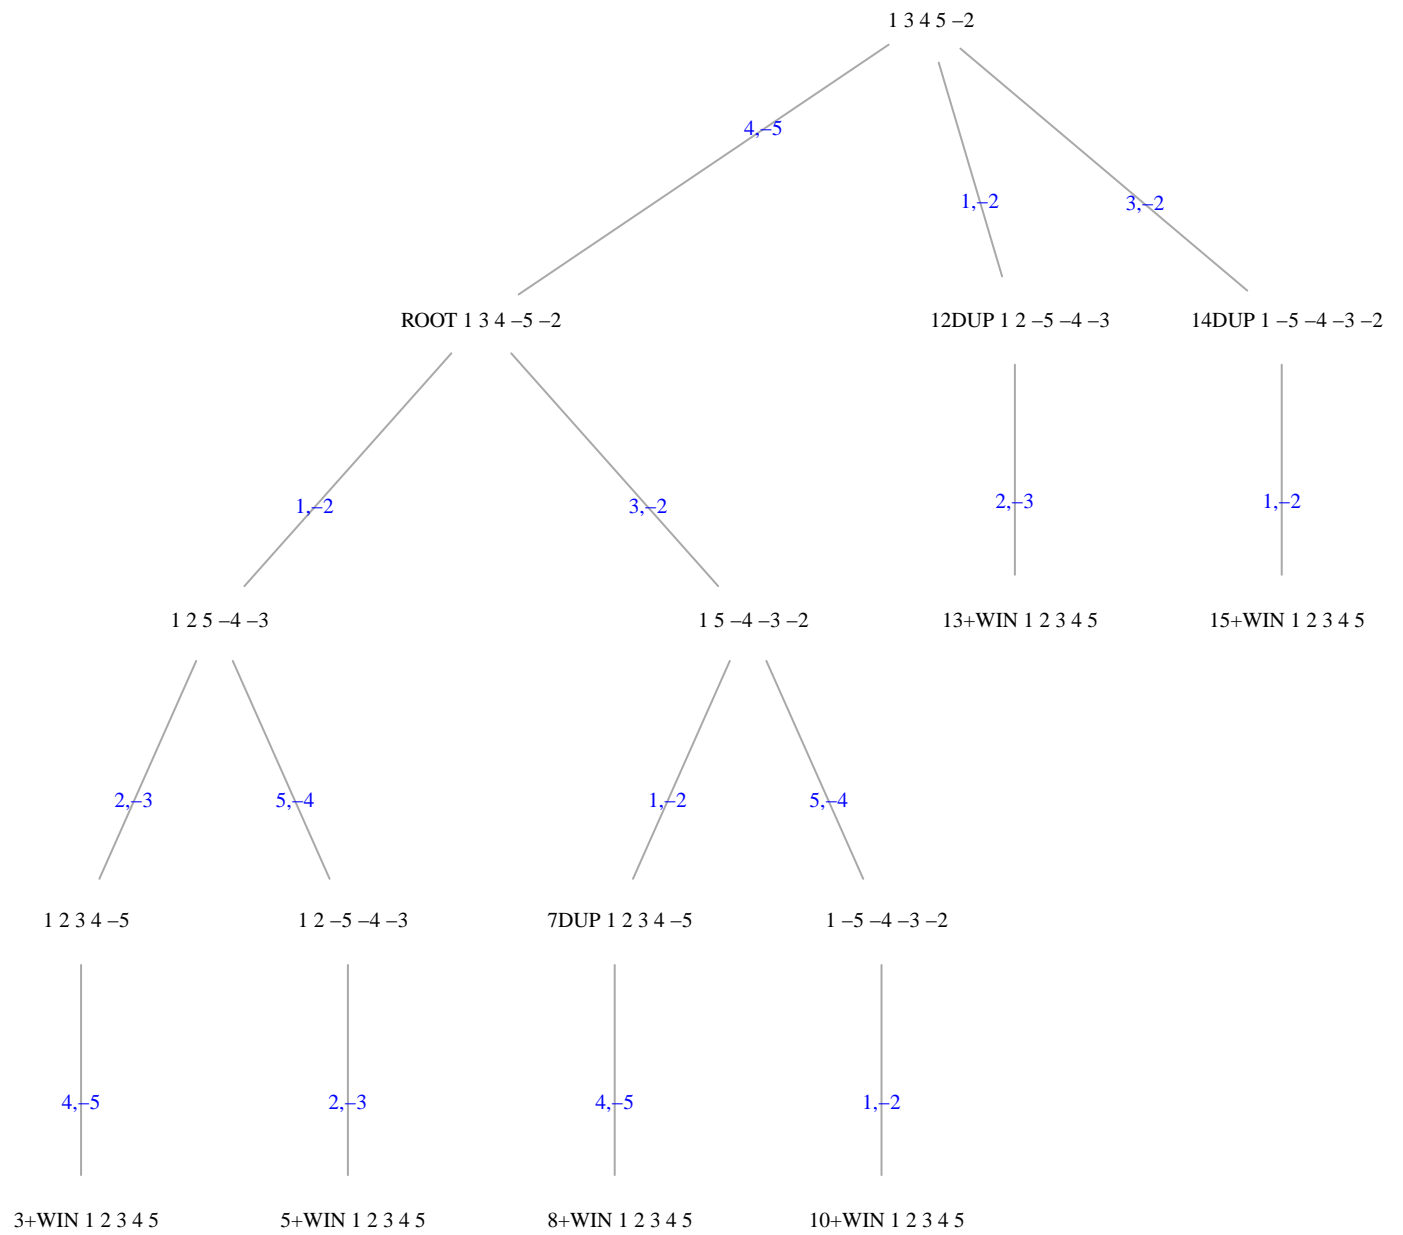 1 3 4 5 −2
4,−5
1,−2
3,−2
ROOT 1 3 4 −5 −2
12DUP 1 2 −5 −4 −3
14DUP 1 −5 −4 −3 −2
1,−2
3,−2
2,−3
1,−2
1 2 5 −4 −3
1 5 −4 −3 −2
13+WIN 1 2 3 4 5
15+WIN 1 2 3 4 5
2,−3
5,−4
1,−2
5,−4
1 2 3 4 −5
1 2 −5 −4 −3
7DUP 1 2 3 4 −5
1 −5 −4 −3 −2
4,−5
2,−3
4,−5
1,−2
3+WIN 1 2 3 4 5
5+WIN 1 2 3 4 5
8+WIN 1 2 3 4 5
10+WIN 1 2 3 4 5